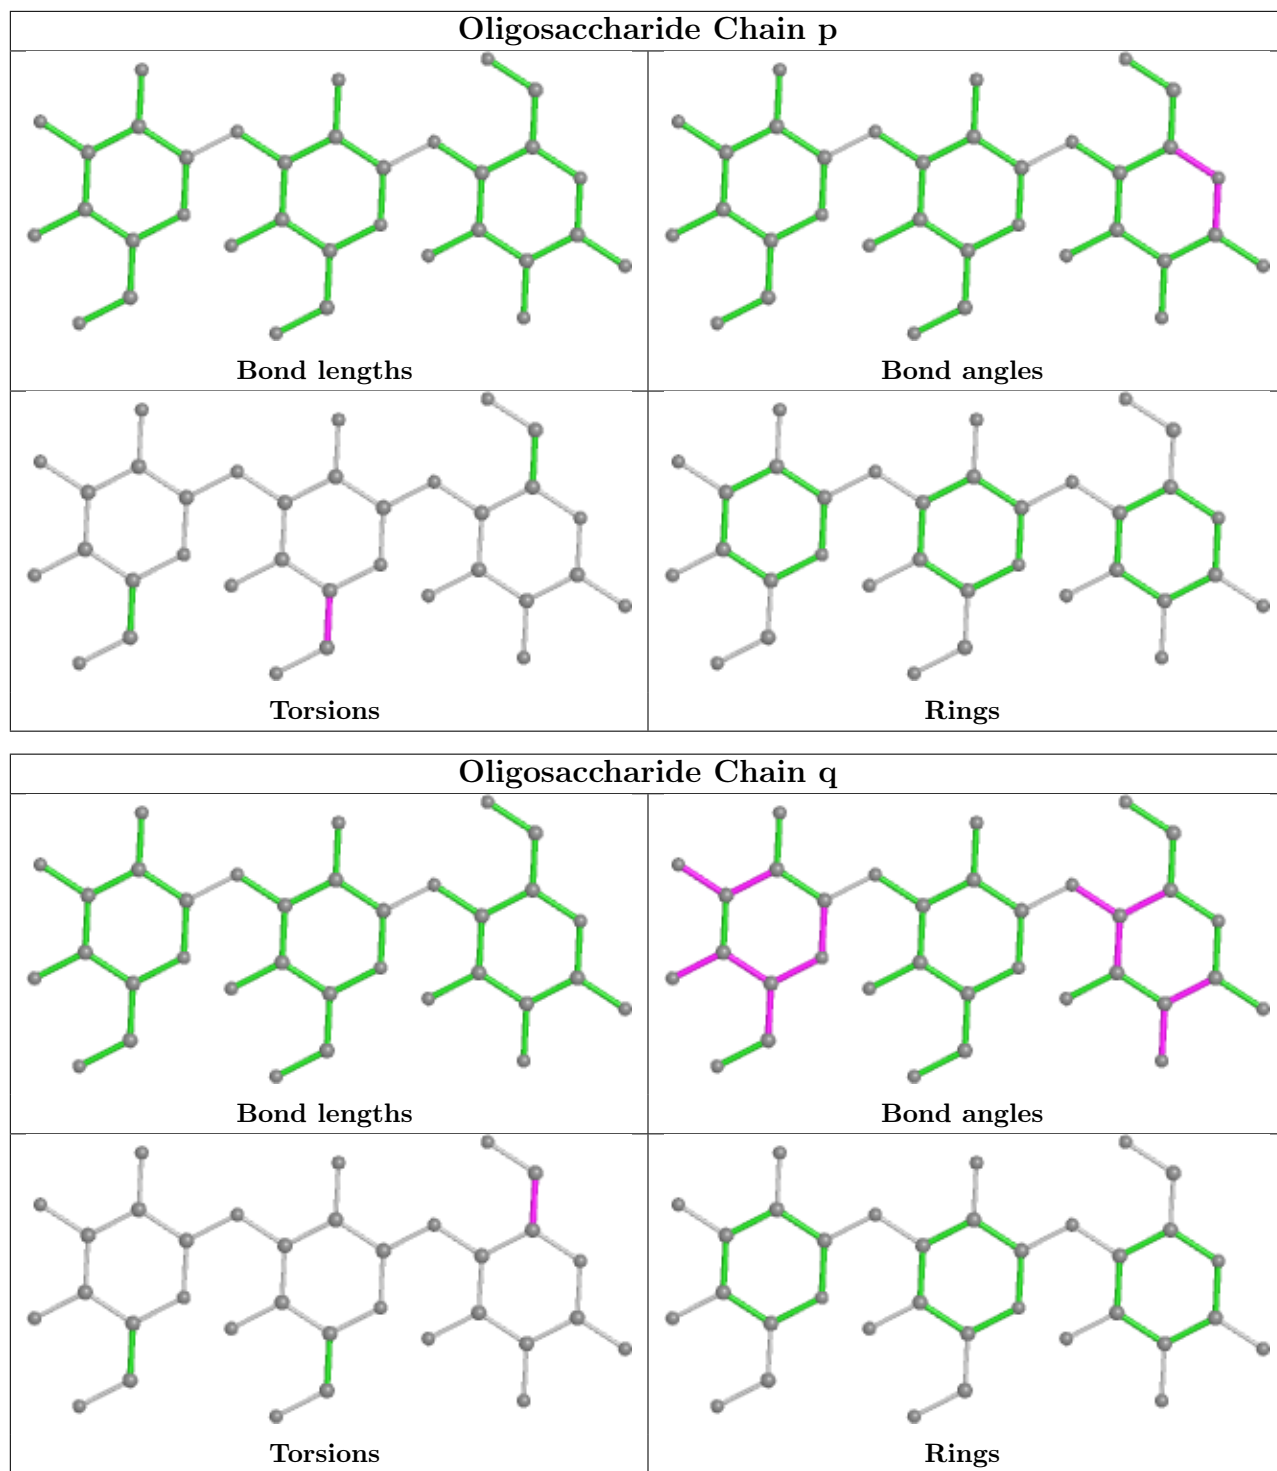 Oligosaccharide Chain p
Bond lengths
Bond angles
Torsions
Rings
Oligosaccharide Chain q
Bond lengths
Bond angles
Torsions
Rings